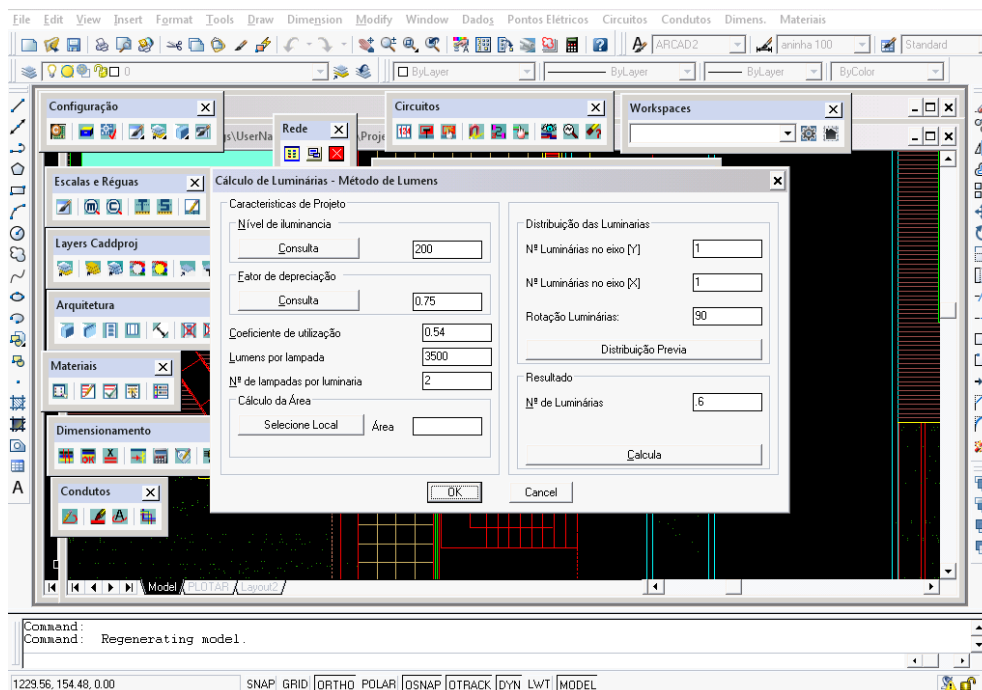 File Edit View Insert Format Tools Draw Dimension Modify Window Dados Pontos Elétricos Circuitos Condutos Dimens. Materiais
ARCAD2 aninha 100 Standard
0 ByLayer ByLayer ByLayer ByColor
Configuração
Circuitos
Workspaces
Rede
gs\UserNa
\Proje
Escalas e Réguas
Layers Caddproj
Arquitetura
Materiais
Dimensionamento
Condutos
Cálculo de Luminárias - Método de Lumens
Caracteristicas de Projeto
Nível de iluminancia
Consulta 200
Fator de depreciação
Consulta 0.75
Coeficiente de utilização 0.54
Lumens por lampada 3500
Nº de lampadas por luminaria 2
Cálculo da Área
Selecione Local Área
Distribuição das Luminarias
Nº Luminárias no eixo [Y] 1
Nº Luminárias no eixo [X] 1
Rotação Luminárias: 90
Distribuição Previa
Resultado
Nº de Luminárias .6
Calcula
OK Cancel
Model PLOTAR Layout2
Command:
Command: Regenerating model.
1229.56, 154.48, 0.00 SNAP GRID ORTHO POLAR OSNAP OTRACK DYN LWT MODEL